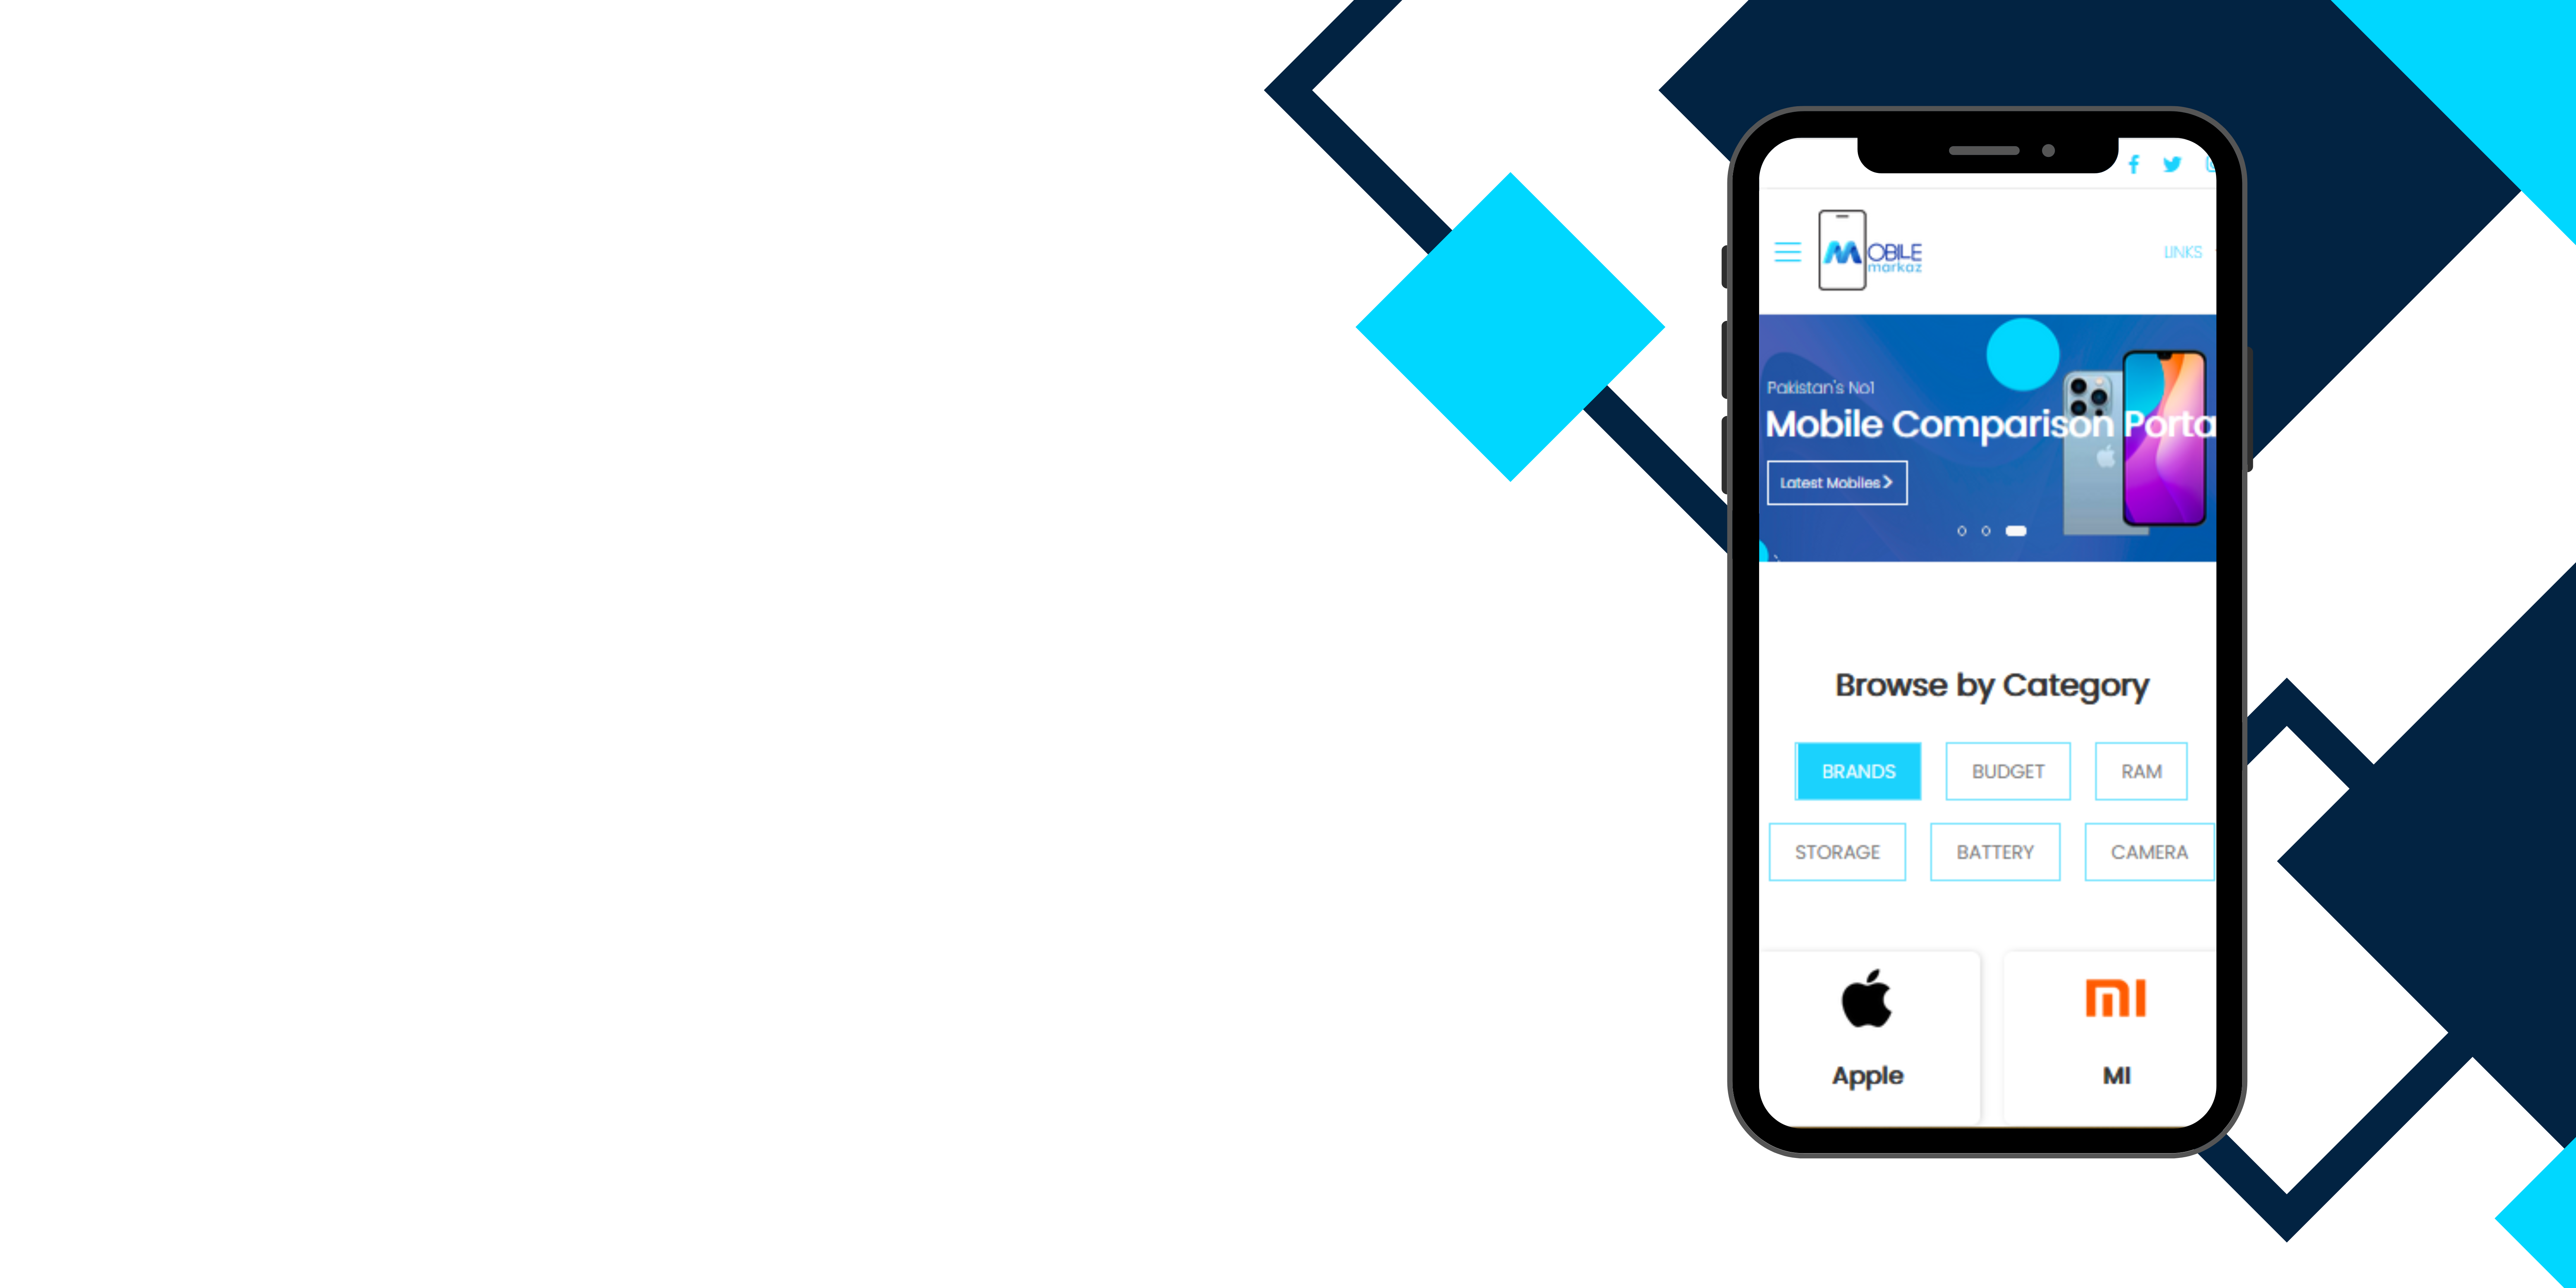 LINKS
MOBILE
markaz
Pakistan's No1
Mobile Comparison Porta
Latest Mobiles
Browse by Category
BRANDS
BUDGET
RAM
STORAGE
BATTERY
CAMERA
mi
Apple
MI